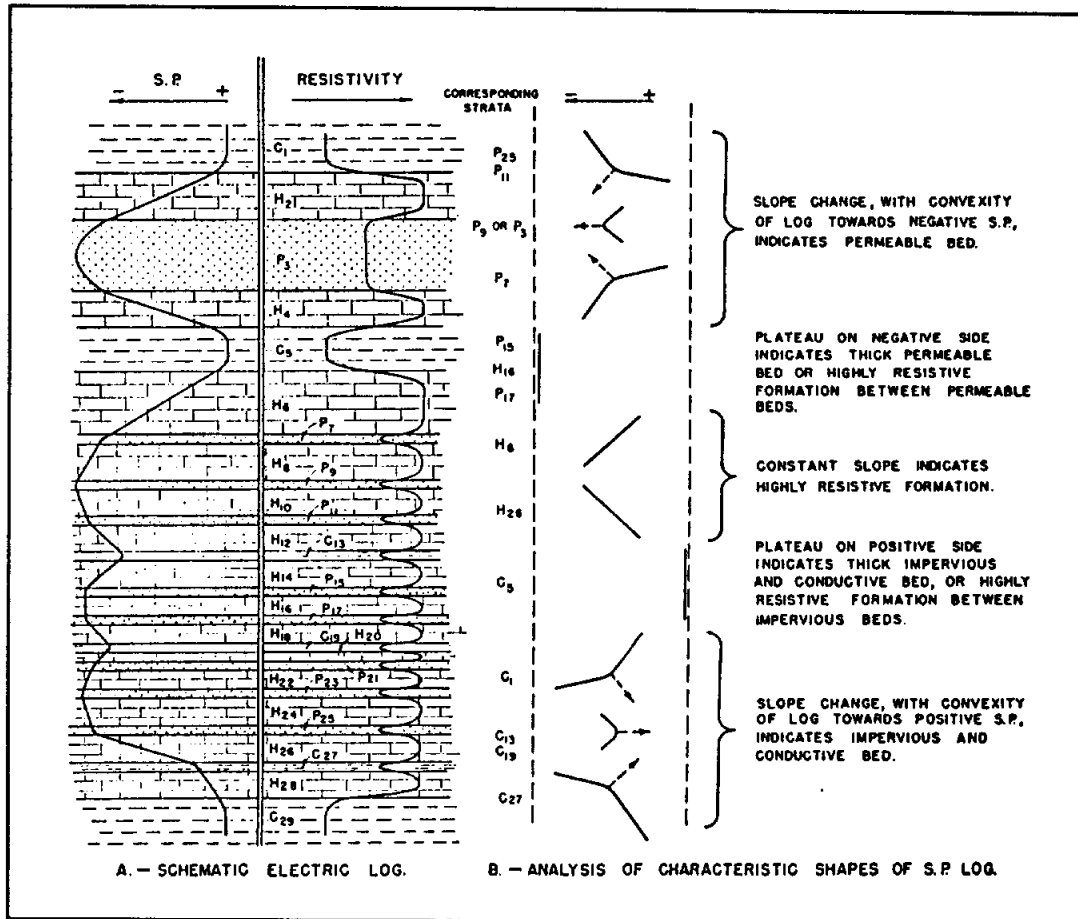 S.P.
RESISTIVITY
- +
CORRESPONDING
STRATA
- +
C1
H2
P3
H4
C5
H6
P7
H8
P9
H10
P11
H12
C13
H14
P15
H16
P17
H18
C19
H20
P21
H22
P23
H24
P25
H26
C27
H28
C29
P25
P11
P9 OR P3
P7
P15
H16
P17
H6
H26
C5
C1
C13
C19
C27
SLOPE CHANGE, WITH CONVEXITY
OF LOG TOWARDS NEGATIVE S.P.,
INDICATES PERMEABLE BED.
PLATEAU ON NEGATIVE SIDE
INDICATES THICK PERMEABLE
BED OR HIGHLY RESISTIVE
FORMATION BETWEEN PERMEABLE
BEDS.
CONSTANT SLOPE INDICATES
HIGHLY RESISTIVE FORMATION.
PLATEAU ON POSITIVE SIDE
INDICATES THICK IMPERVIOUS
AND CONDUCTIVE BED, OR HIGHLY
RESISTIVE FORMATION BETWEEN
IMPERVIOUS BEDS.
SLOPE CHANGE, WITH CONVEXITY
OF LOG TOWARDS POSITIVE S.P.,
INDICATES IMPERVIOUS AND
CONDUCTIVE BED.
A. — SCHEMATIC ELECTRIC LOG.
B. — ANALYSIS OF CHARACTERISTIC SHAPES OF S.P. LOG.